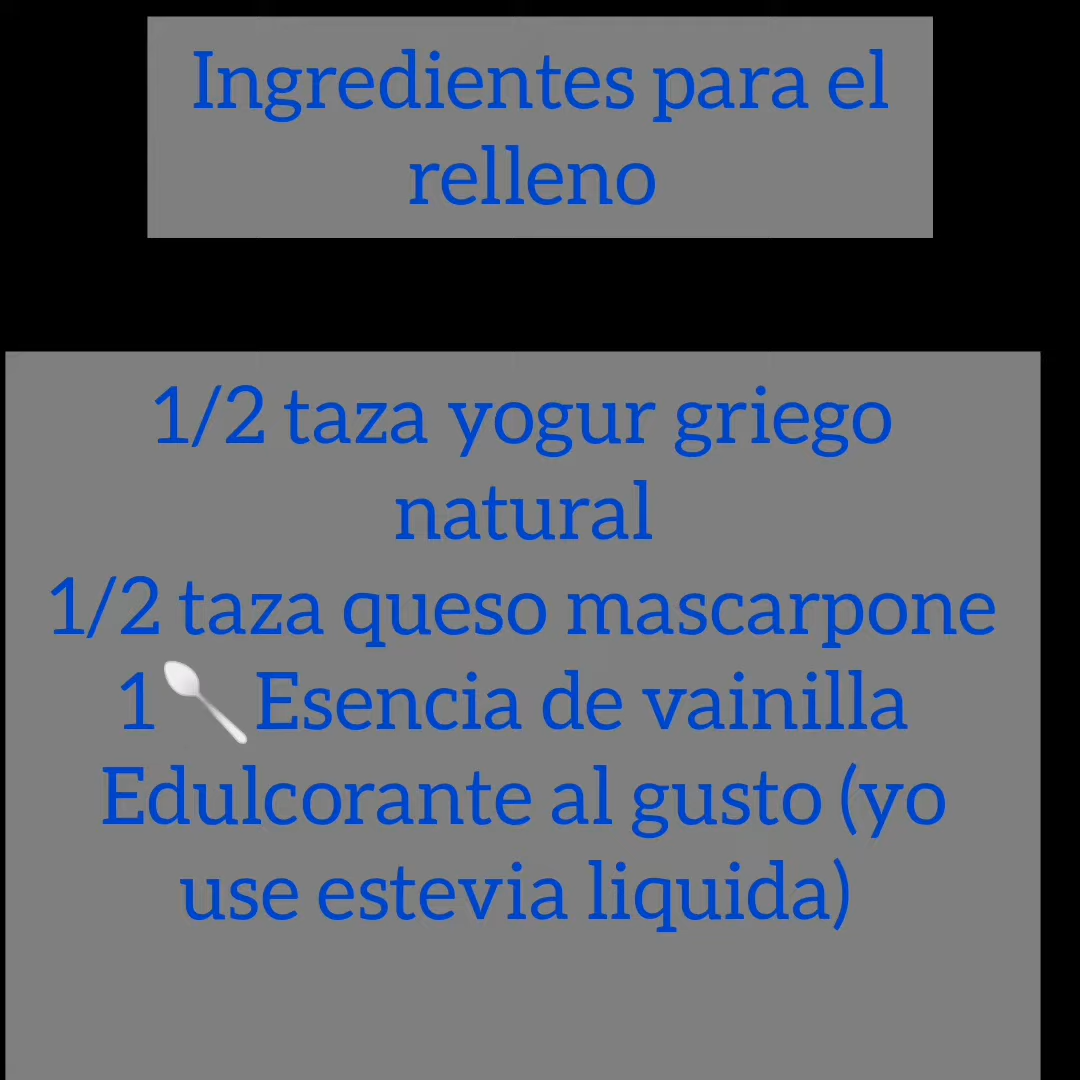 Ingredientes para el
relleno
1/2 taza yogur griego
natural
1/2 taza queso mascarpone
1🥄Esencia de vainilla
Edulcorante al gusto (yo
use estevia liquida)